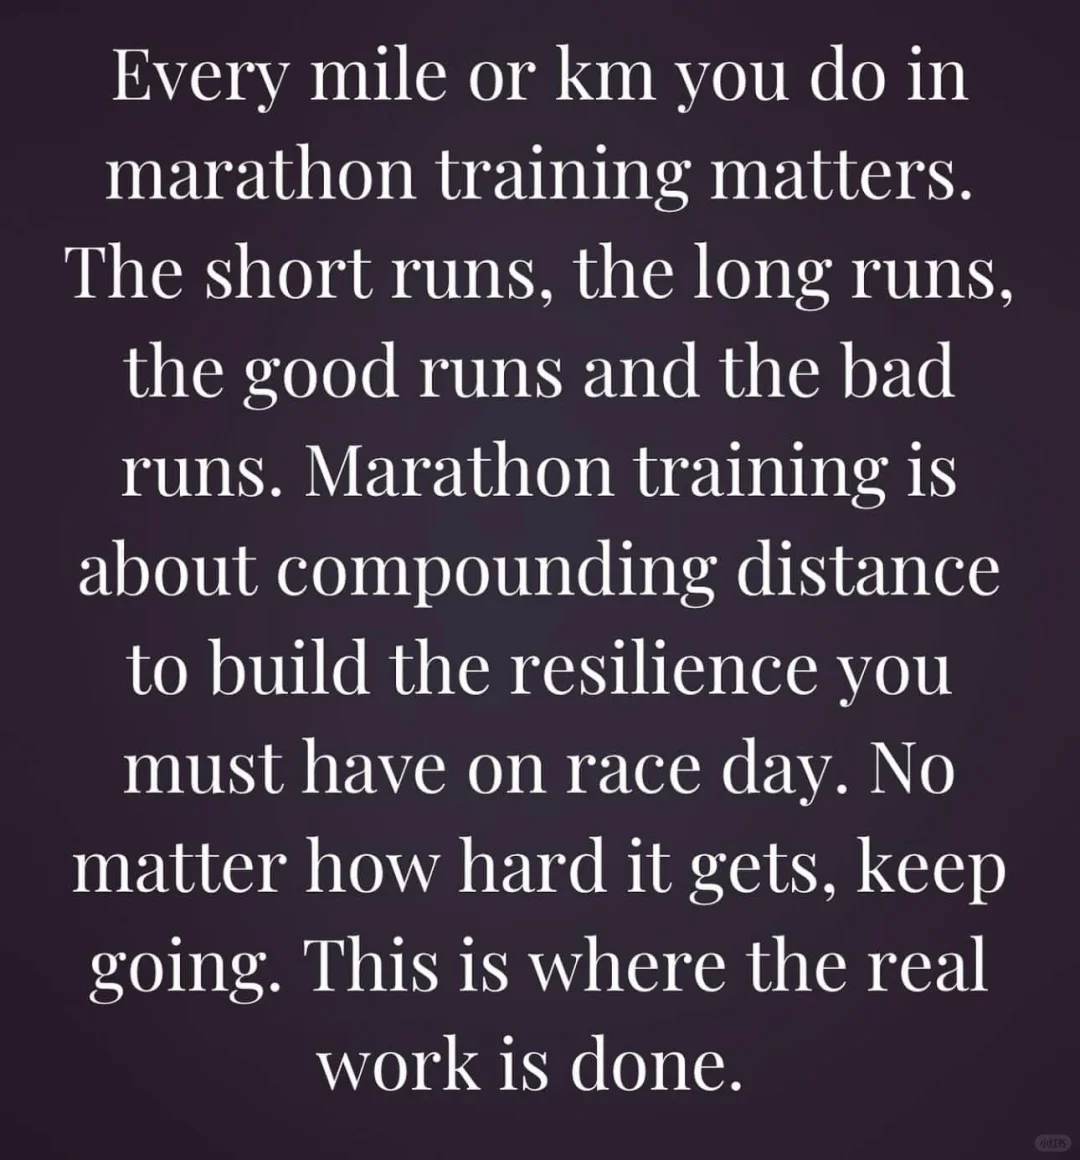 Every mile or km you do in
marathon training matters.
The short runs, the long runs,
the good runs and the bad
runs. Marathon training is
about compounding distance
to build the resilience you
must have on race day. No
matter how hard it gets, keep
going. This is where the real
work is done.